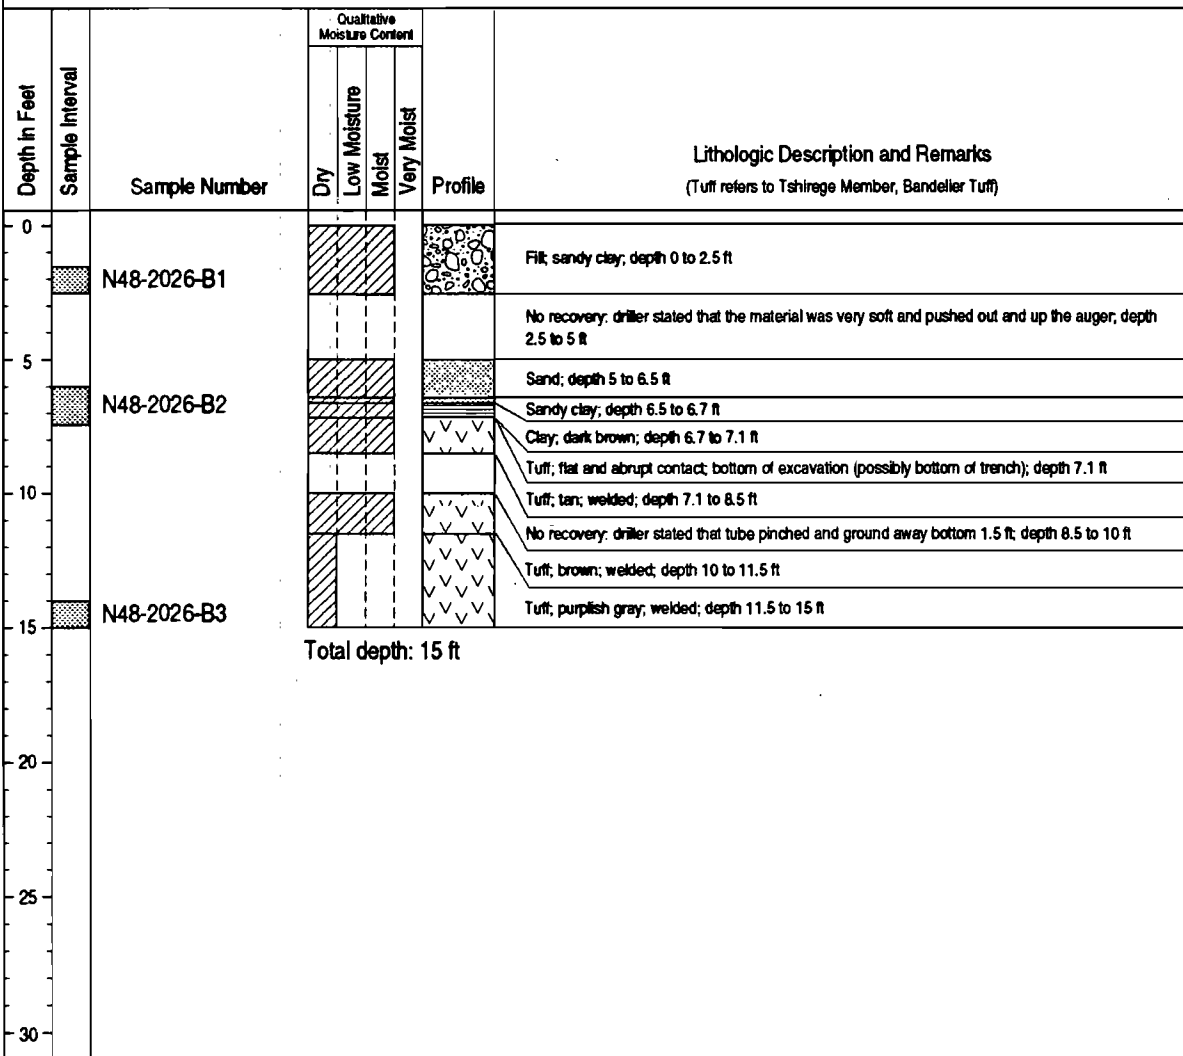 Qualitative
Moisture Content
Depth in Feet
Sample Interval
Sample Number
Dry
Low Moisture
Moist
Very Moist
Profile
Lithologic Description and Remarks
(Tuff refers to Tshirege Member, Bandelier Tuff)
0
Fill; sandy clay; depth 0 to 2.5 ft
N48-2026-B1
No recovery: driller stated that the material was very soft and pushed out and up the auger; depth
2.5 to 5 ft
5
Sand; depth 5 to 6.5 ft
N48-2026-B2
Sandy clay; depth 6.5 to 6.7 ft
Clay; dark brown; depth 6.7 to 7.1 ft
Tuff; flat and abrupt contact; bottom of excavation (possibly bottom of trench); depth 7.1 ft
10
Tuff; tan; welded; depth 7.1 to 8.5 ft
No recovery: driller stated that tube pinched and ground away bottom 1.5 ft; depth 8.5 to 10 ft
Tuff; brown; welded; depth 10 to 11.5 ft
N48-2026-B3
Tuff; purplish gray; welded; depth 11.5 to 15 ft
15
Total depth: 15 ft
20
25
30